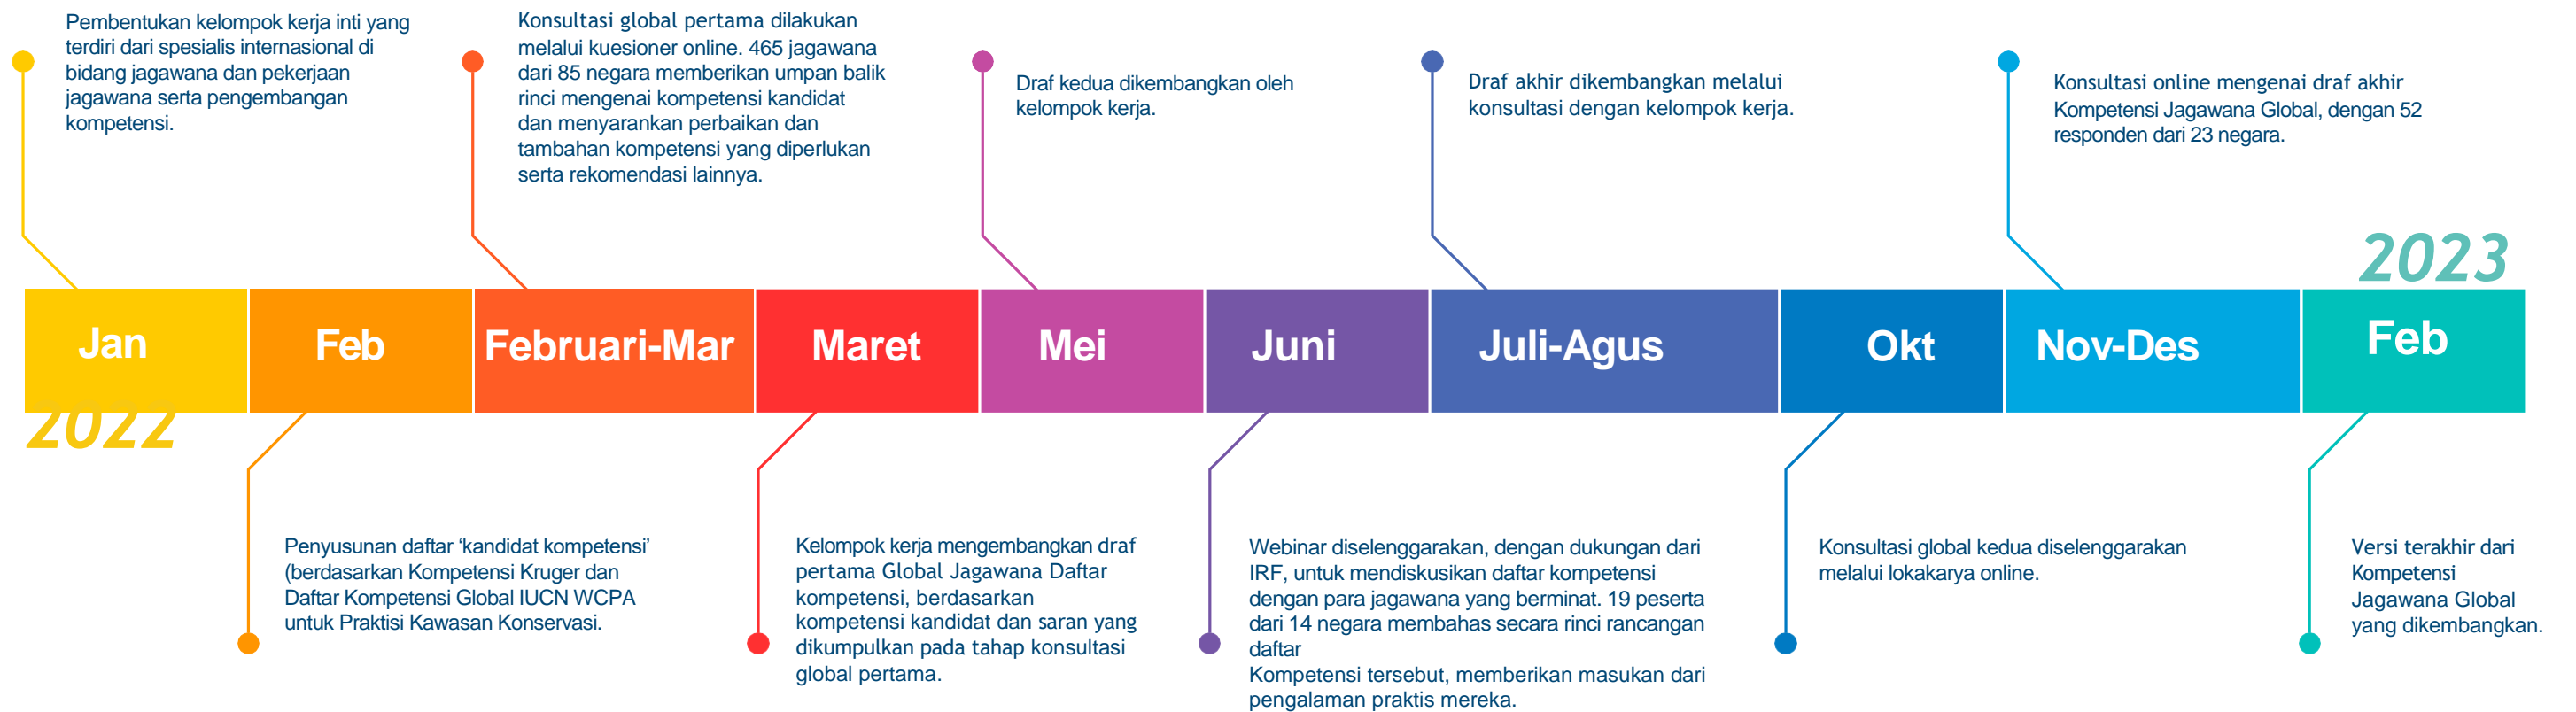 Pembentukan kelompok kerja inti yang
terdiri dari spesialis internasional di
bidang jagawana dan pekerjaan
jagawana serta pengembangan
kompetensi.
Konsultasi global pertama dilakukan
melalui kuesioner online. 465 jagawana
dari 85 negara memberikan umpan balik
rinci mengenai kompetensi kandidat
dan menyarankan perbaikan dan
tambahan kompetensi yang diperlukan
serta rekomendasi lainnya.
Draf kedua dikembangkan oleh
kelompok kerja.
Draf akhir dikembangkan melalui
konsultasi dengan kelompok kerja.
Konsultasi online mengenai draf akhir
Kompetensi Jagawana Global, dengan 52
responden dari 23 negara.
2023
Jan
Feb
Februari-Mar
Maret
Mei
Juni
Juli-Agus
Okt
Nov-Des
Feb
2022
Penyusunan daftar ‘kandidat kompetensi’
(berdasarkan Kompetensi Kruger dan
Daftar Kompetensi Global IUCN WCPA
untuk Praktisi Kawasan Konservasi.
Kelompok kerja mengembangkan draf
pertama Global Jagawana Daftar
kompetensi, berdasarkan
kompetensi kandidat dan saran yang
dikumpulkan pada tahap konsultasi
global pertama.
Webinar diselenggarakan, dengan dukungan dari
IRF, untuk mendiskusikan daftar kompetensi
dengan para jagawana yang berminat. 19 peserta
dari 14 negara membahas secara rinci rancangan
daftar
Kompetensi tersebut, memberikan masukan dari
pengalaman praktis mereka.
Konsultasi global kedua diselenggarakan
melalui lokakarya online.
Versi terakhir dari
Kompetensi
Jagawana Global
yang dikembangkan.